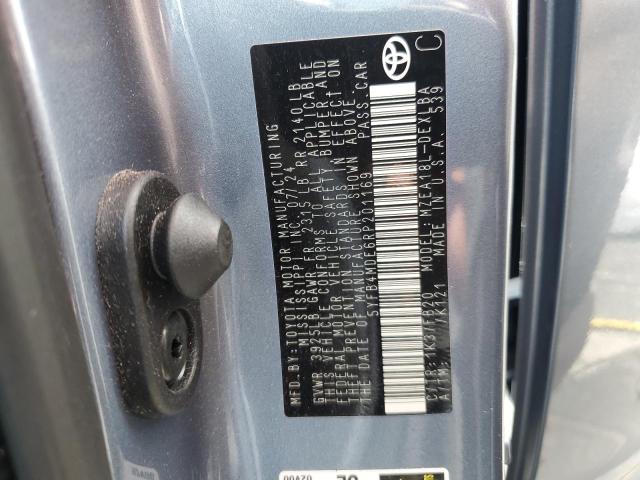 MFD.BY:TOYOTA MOTOR MANUFACTURING
MISSISSIPPI, INC. 07/24
GVWR 3925LB GAWR FR 2315LB RR 2140LB
THIS VEHICLE CONFORMS TO ALL APPLICABLE
FEDERAL MOTOR VEHICLE SAFETY, BUMPER AND
THEFT PREVENTION STANDARDS IN EFFECT ON
THE DATE OF MANUFACTURE SHOWN ABOVE.
5YFB4MDE6RP201169 PASS.CAR
C/TR:1K3/FB20 MODEL:MZEA18L-DEXLBA
A/TM: /K121 MADE IN U.S.A. 539
C